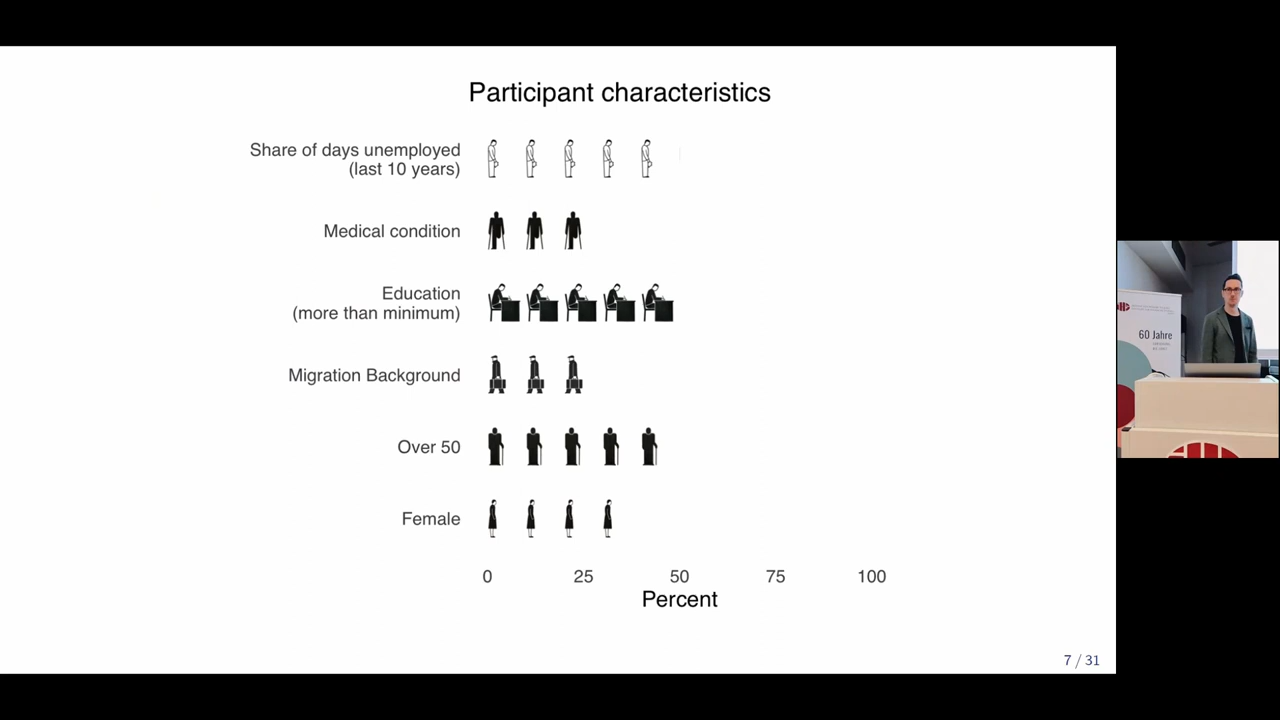 Participant characteristics
Share of days unemployed
(last 10 years)
Medical condition
Education
(more than minimum)
Migration Background
Over 50
Female
0 25 50 75 100
Percent
7 / 31
60 Jahre